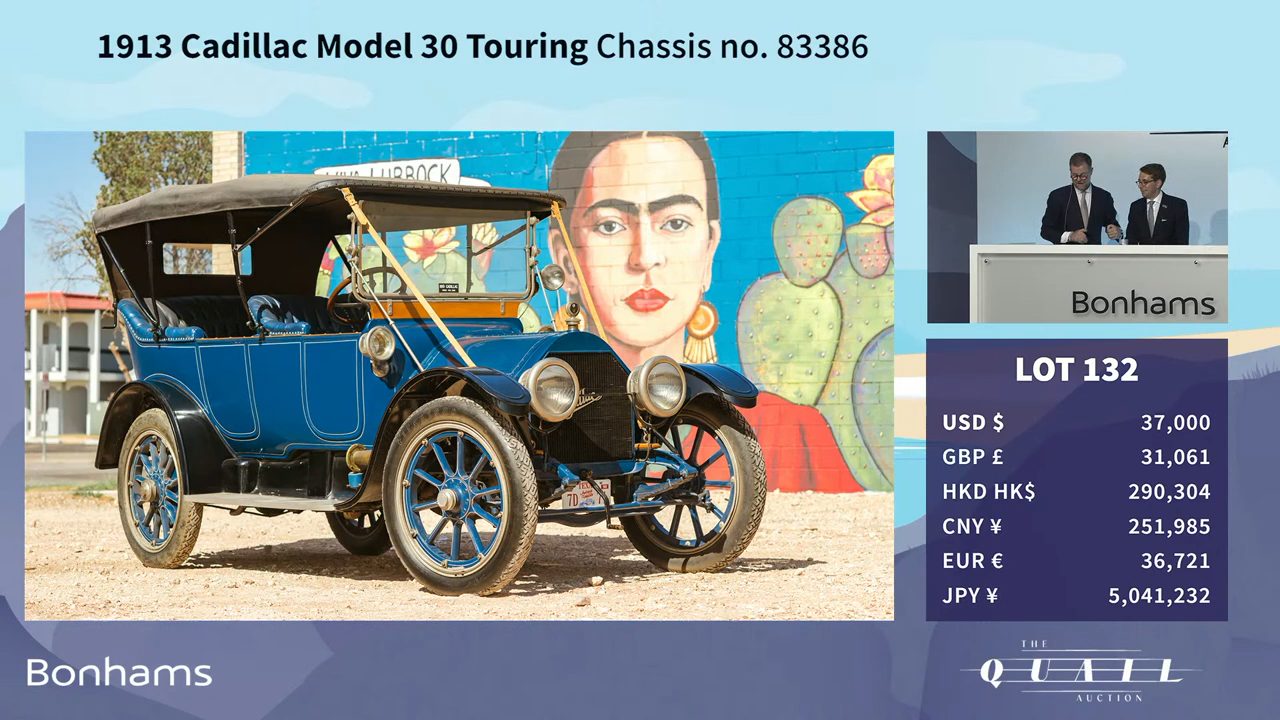 1913 Cadillac Model 30 Touring Chassis no. 83386
LUBBOCK
7D
Bonhams
LOT 132
USD $ 37,000
GBP £ 31,061
HKD HK$ 290,304
CNY ¥ 251,985
EUR € 36,721
JPY ¥ 5,041,232
Bonhams
THE
QUAIL
AUCTION